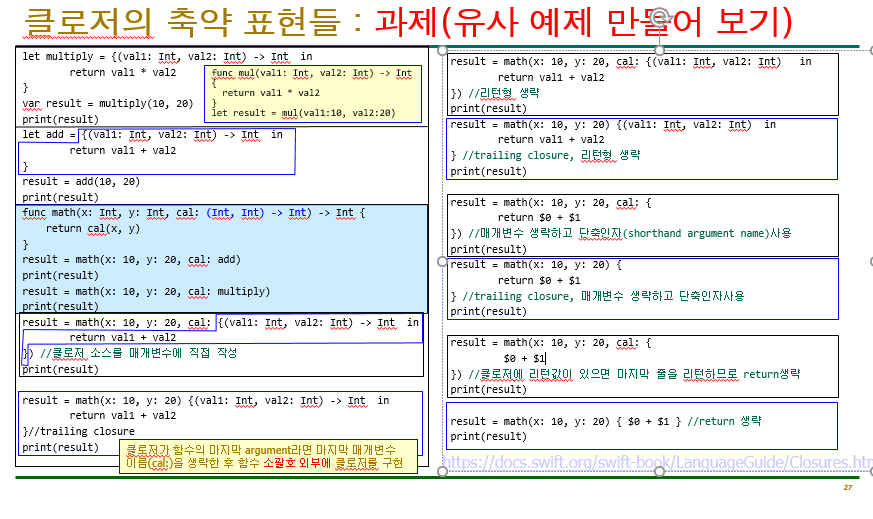 클로저의 축약 표현들 : 과제(유사 예제 만들어 보기)
let multiply = {(val1: Int, val2: Int) -> Int in
return val1 * val2
}
var result = multiply(10, 20)
print(result)
func mul(val1: Int, val2: Int) -> Int
{
return val1 * val2
}
let result = mul(val1:10, val2:20)
let add = {(val1: Int, val2: Int) -> Int in
return val1 + val2
}
result = add(10, 20)
print(result)
func math(x: Int, y: Int, cal: (Int, Int) -> Int) -> Int {
return cal(x, y)
}
result = math(x: 10, y: 20, cal: add)
print(result)
result = math(x: 10, y: 20, cal: multiply)
print(result)
result = math(x: 10, y: 20, cal: {(val1: Int, val2: Int) -> Int in
return val1 + val2
}) //클로저 소스를 매개변수에 직접 작성
print(result)
result = math(x: 10, y: 20) {(val1: Int, val2: Int) -> Int in
return val1 + val2
}//trailing closure
print(result)
클로저가 함수의 마지막 argument라면 마지막 매개변수
이름(cal:)을 생략한 후 함수 소괄호 외부에 클로저를 구현
result = math(x: 10, y: 20, cal: {(val1: Int, val2: Int) in
return val1 + val2
}) //리턴형 생략
print(result)
result = math(x: 10, y: 20) {(val1: Int, val2: Int) in
return val1 + val2
} //trailing closure, 리턴형 생략
print(result)
result = math(x: 10, y: 20, cal: {
return $0 + $1
}) //매개변수 생략하고 단축인자(shorthand argument name)사용
print(result)
result = math(x: 10, y: 20) {
return $0 + $1
} //trailing closure, 매개변수 생략하고 단축인자사용
print(result)
result = math(x: 10, y: 20, cal: {
$0 + $1
}) //클로저에 리턴값이 있으면 마지막 줄을 리턴하므로 return생략
print(result)
result = math(x: 10, y: 20) { $0 + $1 } //return 생략
print(result)
https://docs.swift.org/swift-book/LanguageGuide/Closures.htm
27